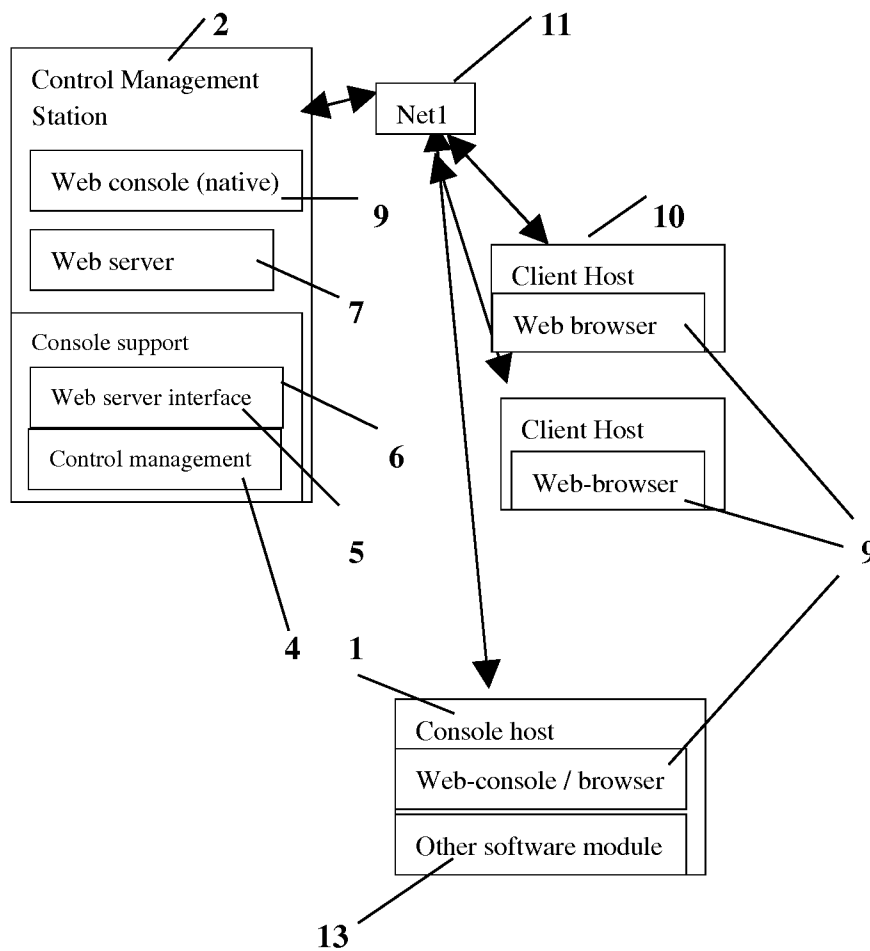 2
11
Control Management
Station
Net1
Web console (native)
9
10
Web server
Client Host
7
Web browser
Console support
Web server interface
6
Client Host
Control management
Web-browser
5
9
4
1
Console host
Web-console / browser
Other software module
13